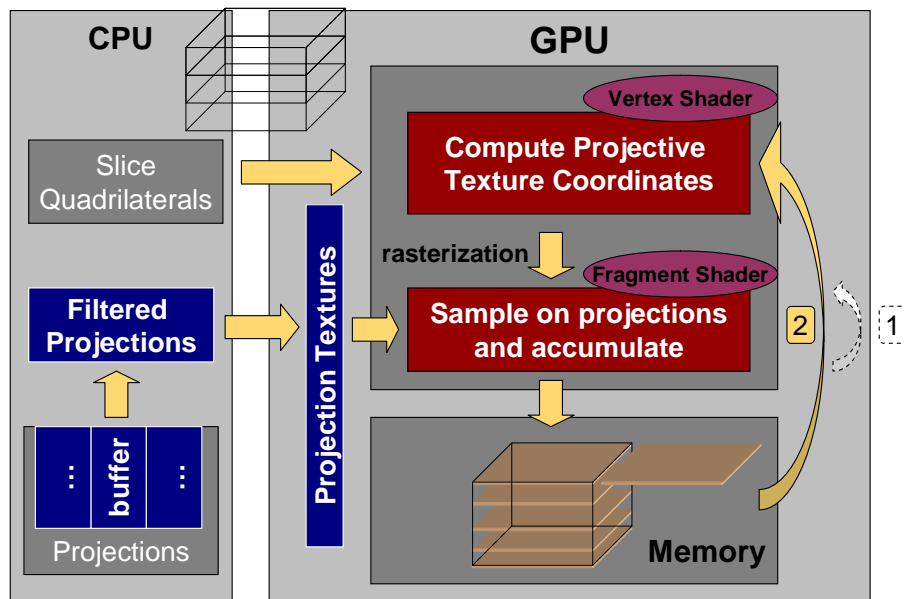 CPU
GPU
Vertex Shader
Compute Projective
Texture Coordinates
Slice
Quadrilaterals
rasterization
Fragment Shader
Filtered
Projections
Projection Textures
Sample on projections
and accumulate
2
1
...
buffer
...
Projections
Memory